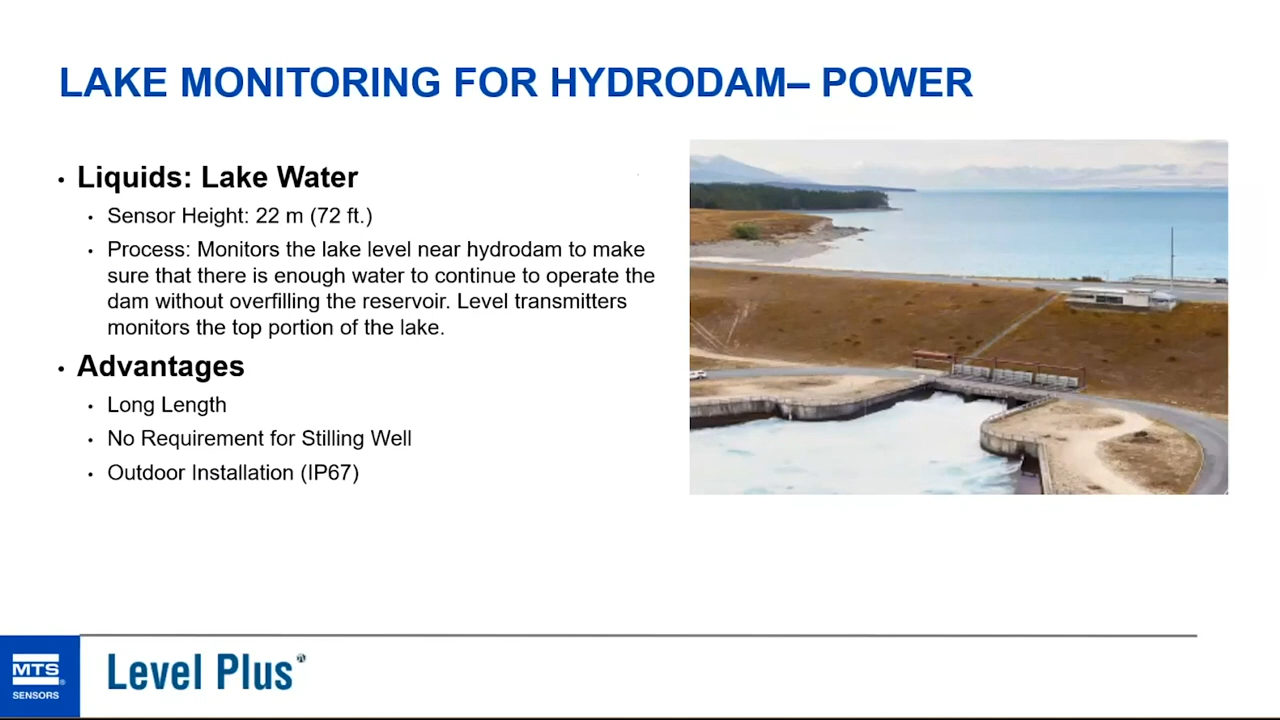 LAKE MONITORING FOR HYDRODAM– POWER
• Liquids: Lake Water
• Sensor Height: 22 m (72 ft.)
• Process: Monitors the lake level near hydrodam to make
sure that there is enough water to continue to operate the
dam without overfilling the reservoir. Level transmitters
monitors the top portion of the lake.
• Advantages
• Long Length
• No Requirement for Stilling Well
• Outdoor Installation (IP67)
MTS®
SENSORS
Level Plus®